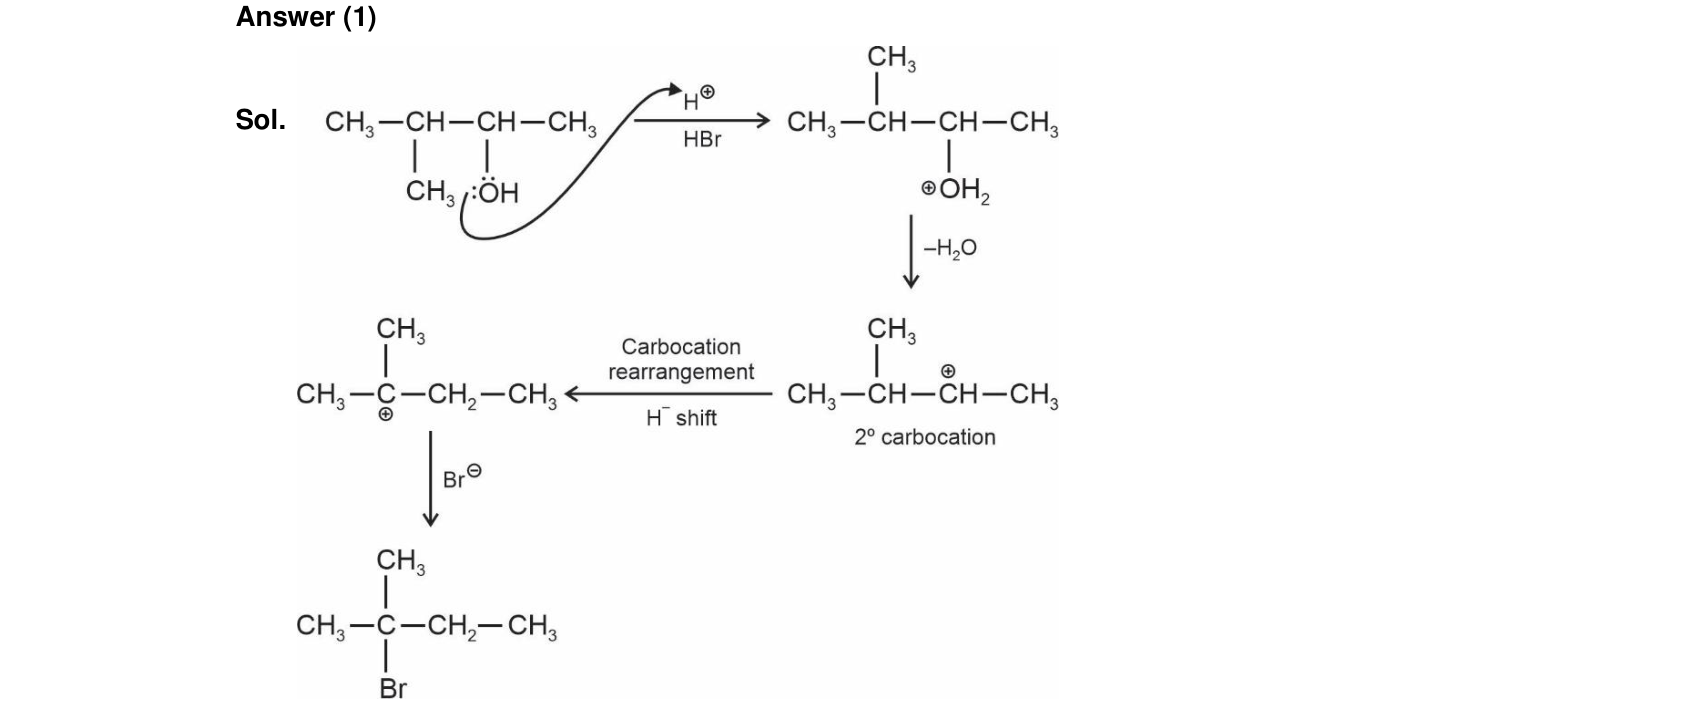 Answer (1)
CH₃
Sol. CH₃—CH—CH—CH₃ H⊕ CH₃—CH—CH—CH₃
HBr
CH₃ :ÖH ⊕OH₂
–H₂O
CH₃ CH₃
Carbocation
rearrangement ⊕
CH₃—C—CH₂—CH₃ CH₃—CH—CH—CH₃
⊕ H⁻ shift
2º carbocation
Br⊖
CH₃
CH₃—C—CH₂—CH₃
Br